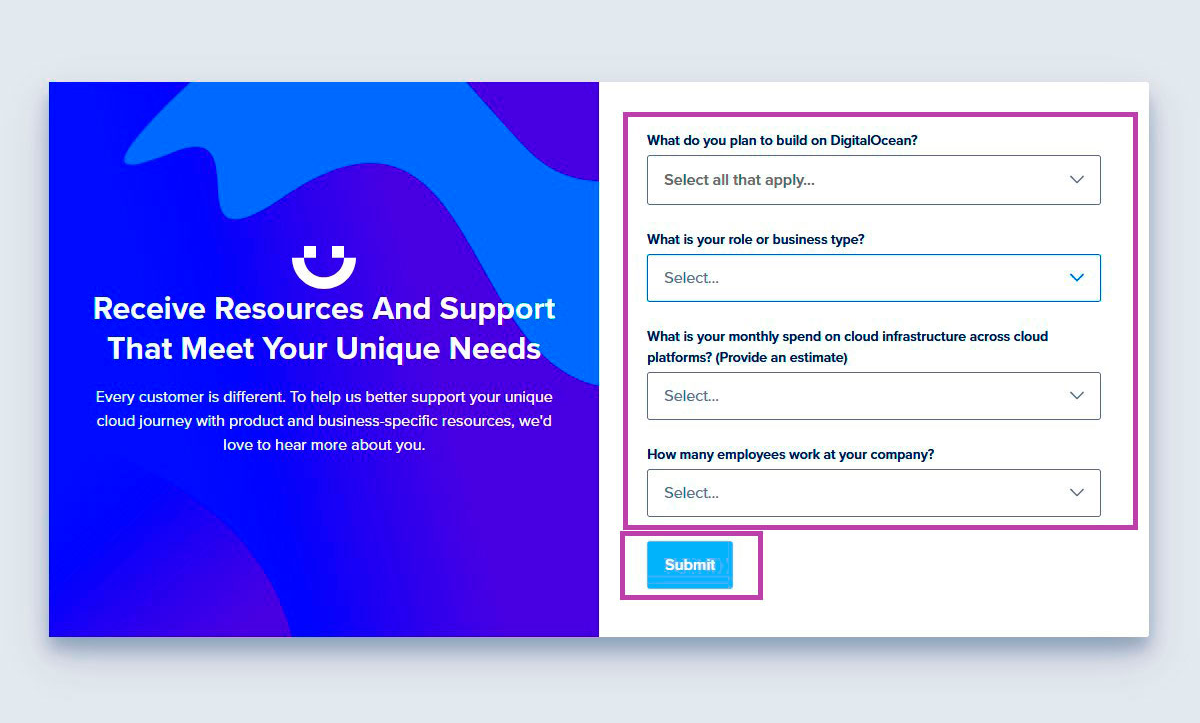 Receive Resources And Support
That Meet Your Unique Needs
Every customer is different. To help us better support your unique
cloud journey with product and business-specific resources, we'd
love to hear more about you.
What do you plan to build on DigitalOcean?
Select all that apply...
What is your role or business type?
Select...
What is your monthly spend on cloud infrastructure across cloud
platforms? (Provide an estimate)
Select...
How many employees work at your company?
Select...
Submit